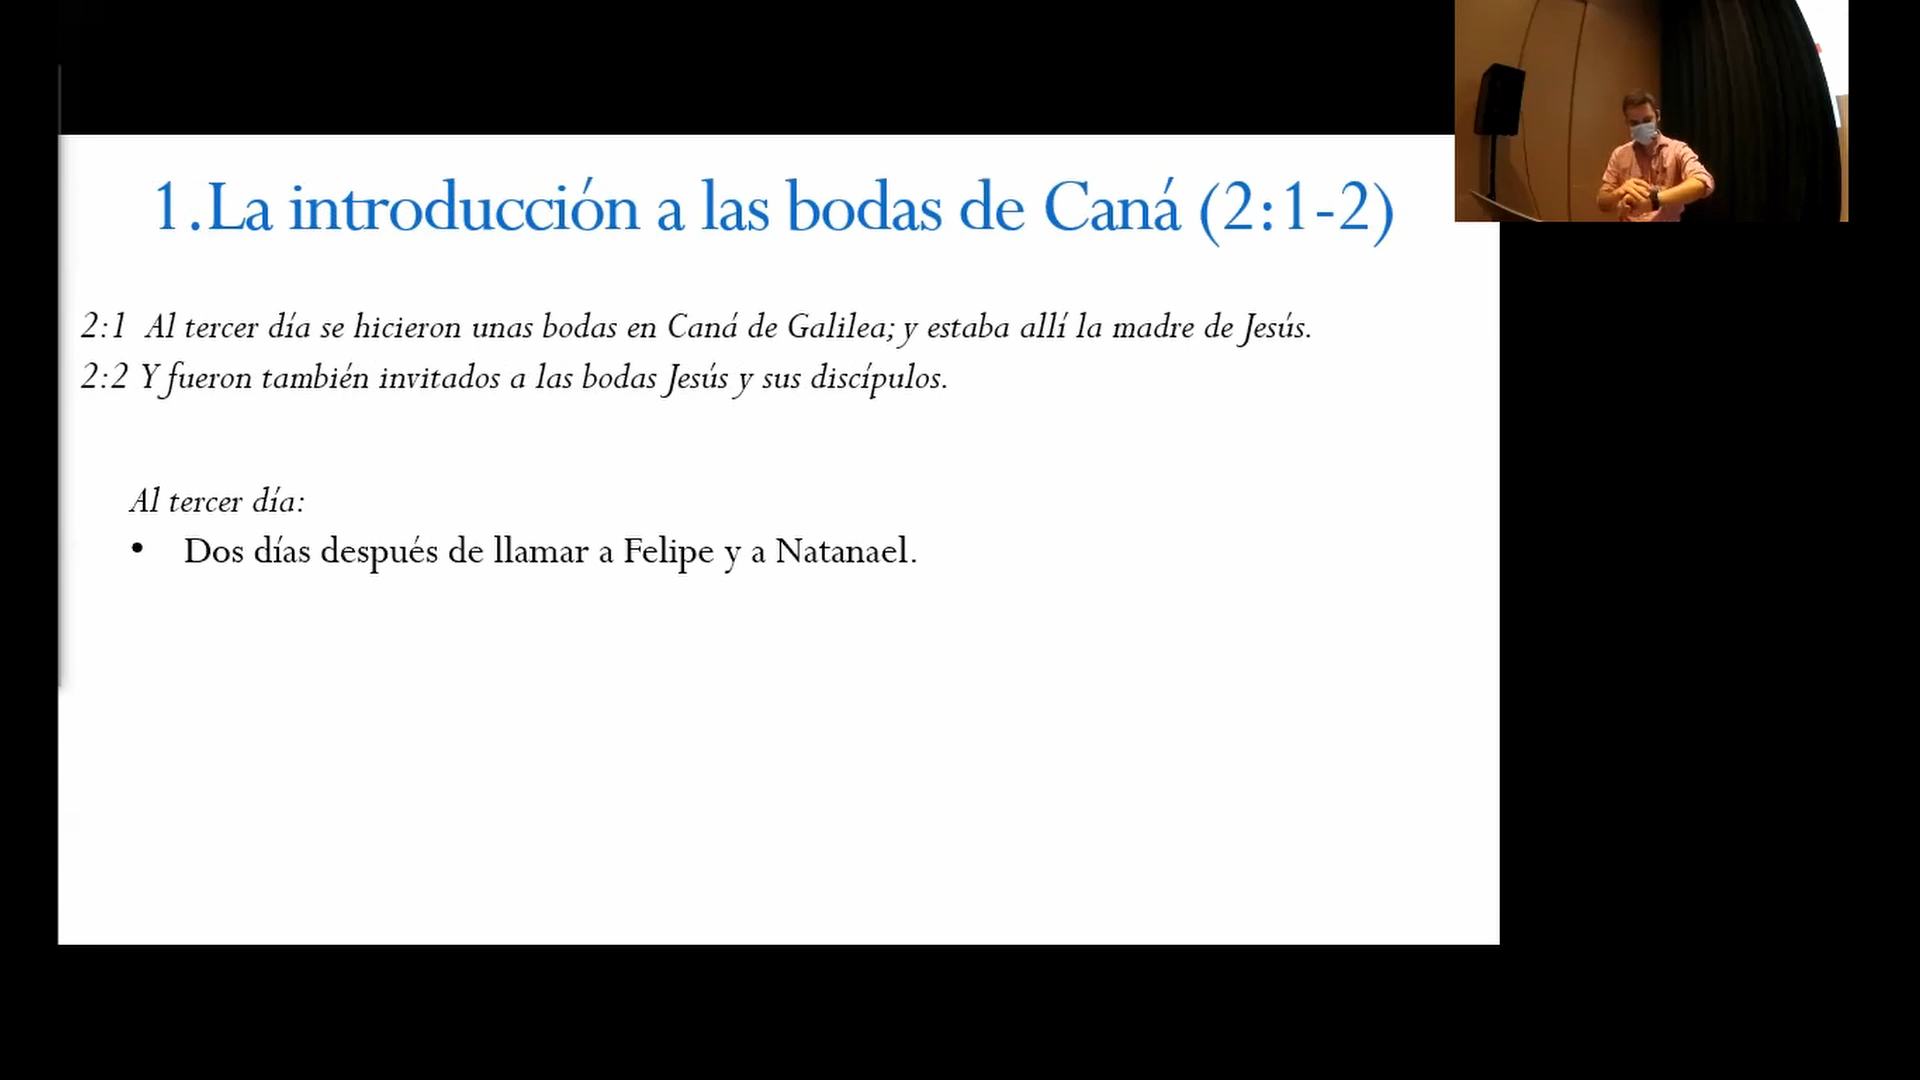 1.La introducción a las bodas de Caná (2:1-2)
2:1 Al tercer día se hicieron unas bodas en Caná de Galilea; y estaba allí la madre de Jesús.
2:2 Y fueron también invitados a las bodas Jesús y sus discípulos.
Al tercer día:
• Dos días después de llamar a Felipe y a Natanael.